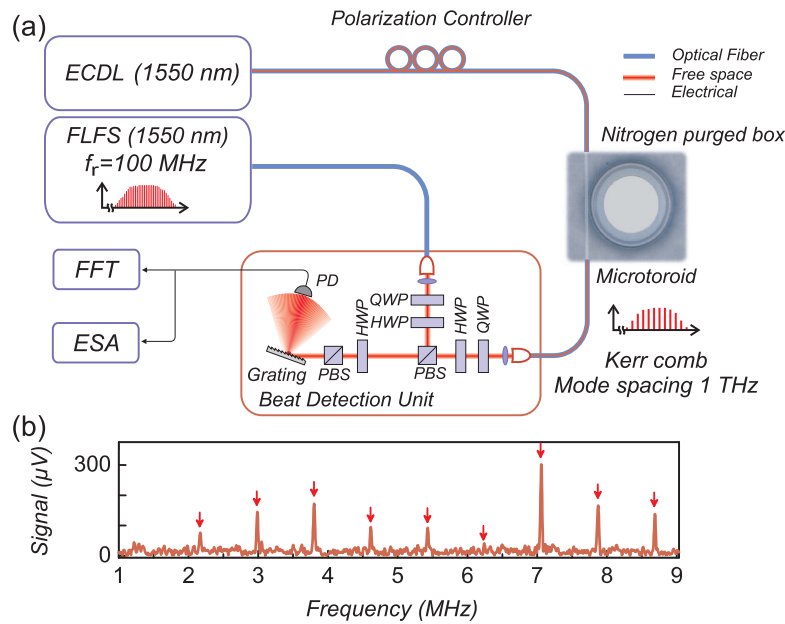 (a)
Polarization Controller
ECDL (1550 nm)
Optical Fiber
Free space
Electrical
FLFS (1550 nm)
fr=100 MHz
Nitrogen purged box
Microtoroid
FFT
ESA
PD
HWP
QWP
HWP
HWP
QWP
Grating
PBS
PBS
Beat Detection Unit
Kerr comb
Mode spacing 1 THz
(b)
Signal (μV)
300
0
1 2 3 4 5 6 7 8 9
Frequency (MHz)